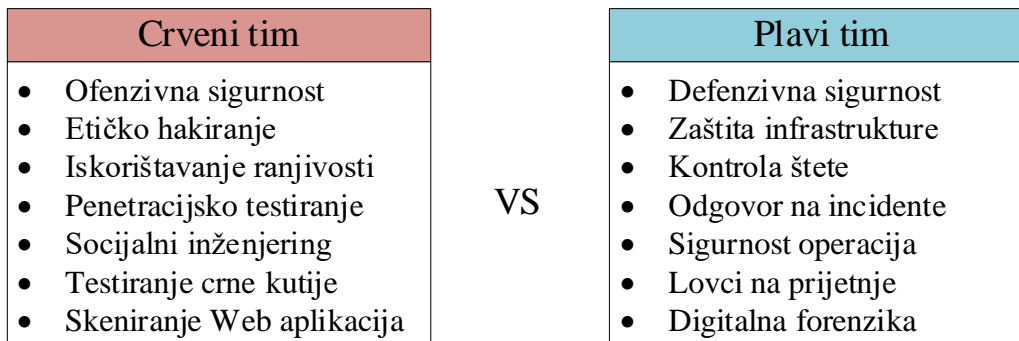 Crveni tim
• Ofenzivna sigurnost
• Etičko hakiranje
• Iskorištavanje ranjivosti
• Penetracijsko testiranje
• Socijalni inženjering
• Testiranje crne kutije
• Skeniranje Web aplikacija
VS
Plavi tim
• Defenzivna sigurnost
• Zaštita infrastrukture
• Kontrola štete
• Odgovor na incidente
• Sigurnost operacija
• Lovci na prijetnje
• Digitalna forenzika